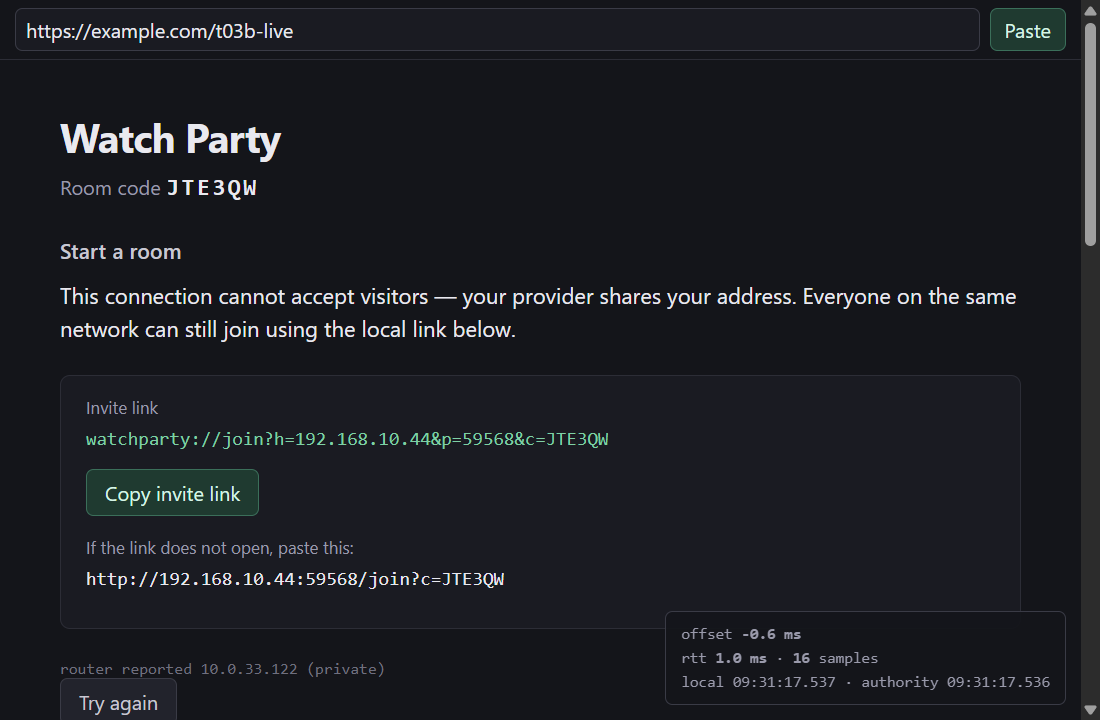 https://example.com/t03b-live
Paste
Watch Party
Room code JTE3QW
Start a room
This connection cannot accept visitors — your provider shares your address. Everyone on the same
network can still join using the local link below.
Invite link
watchparty://join?h=192.168.10.44&p=59568&c=JTE3QW
Copy invite link
If the link does not open, paste this:
http://192.168.10.44:59568/join?c=JTE3QW
router reported 10.0.33.122 (private)
Try again
offset -0.6 ms
rtt 1.0 ms · 16 samples
local 09:31:17.537 · authority 09:31:17.536